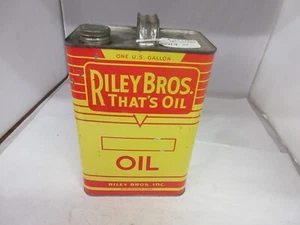 ONE U.S. GALLON
RILEY BROS.
THAT'S OIL
OIL
RILEY BROS., INC.